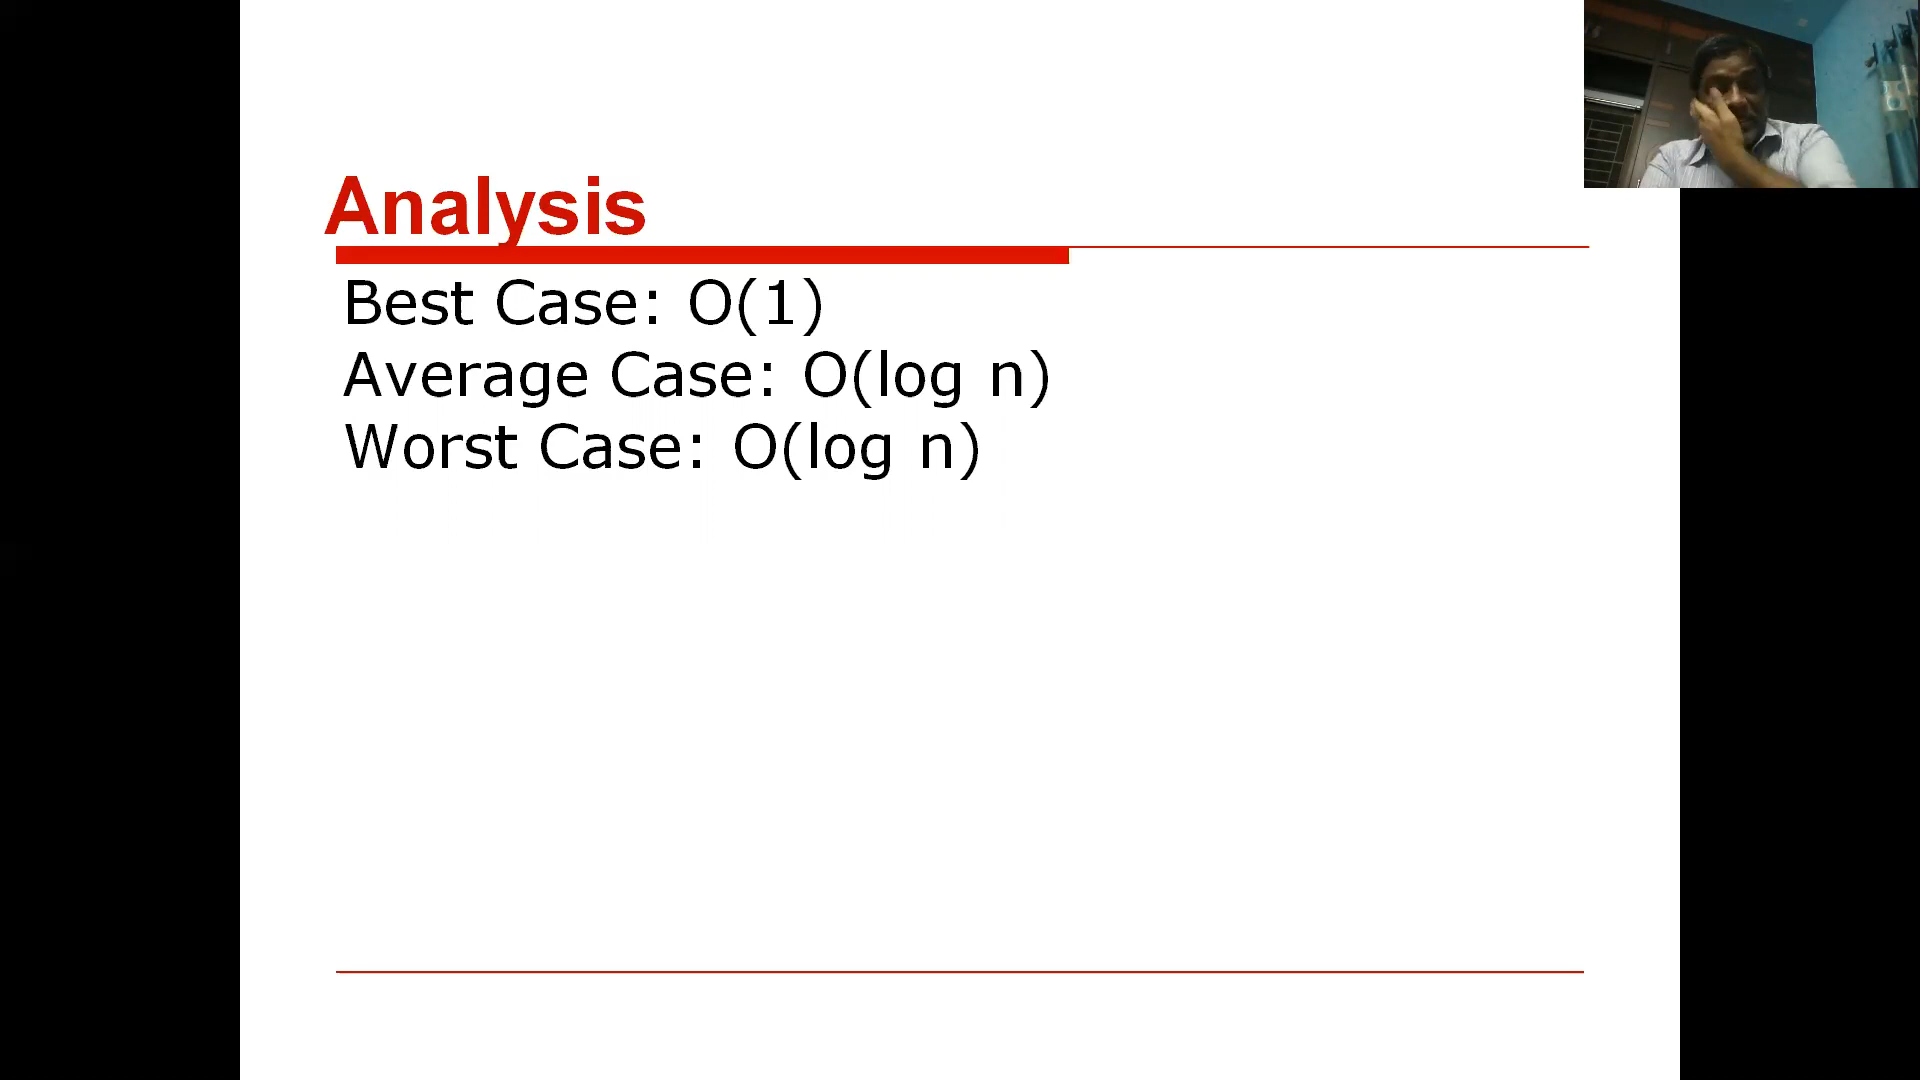 Analysis
Best Case: O(1)
Average Case: O(log n)
Worst Case: O(log n)